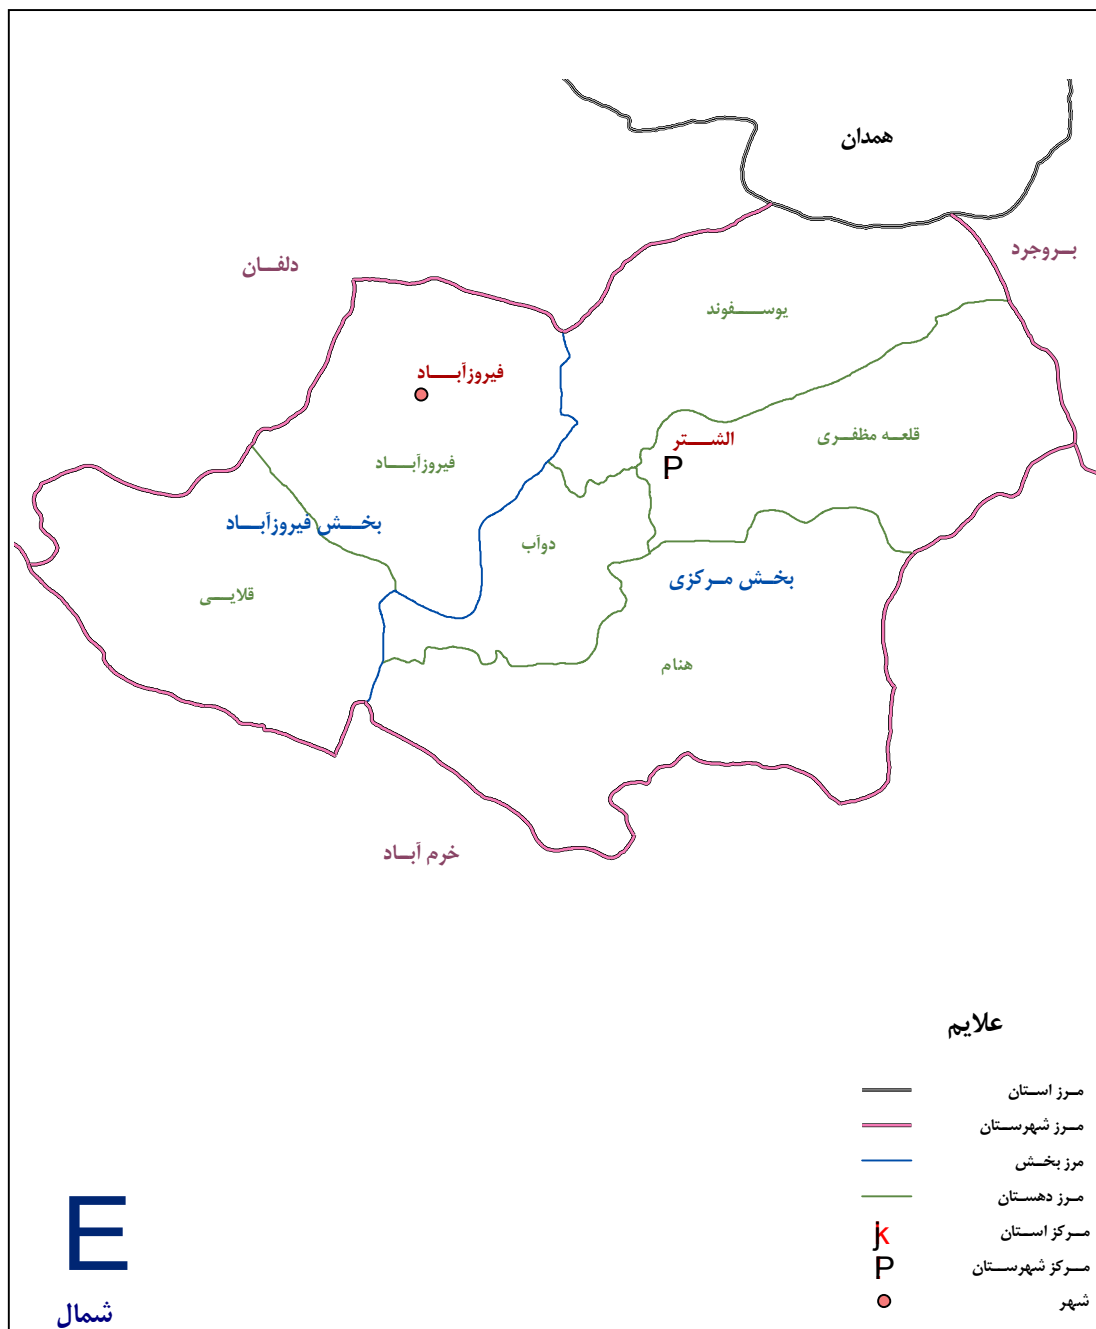 همدان
بروجرد
دلفان
یوسفوند
فیروزآباد
قلعه مظفری
الشتر
P
فیروزآباد
بخش فیروزآباد
دوآب
بخش مرکزی
قلایی
هنام
خرم آباد
علایم
مرز استان
مرز شهرستان
مرز بخش
مرز دهستان
jk مرکز استان
P مرکز شهرستان
شهر
E
شمال